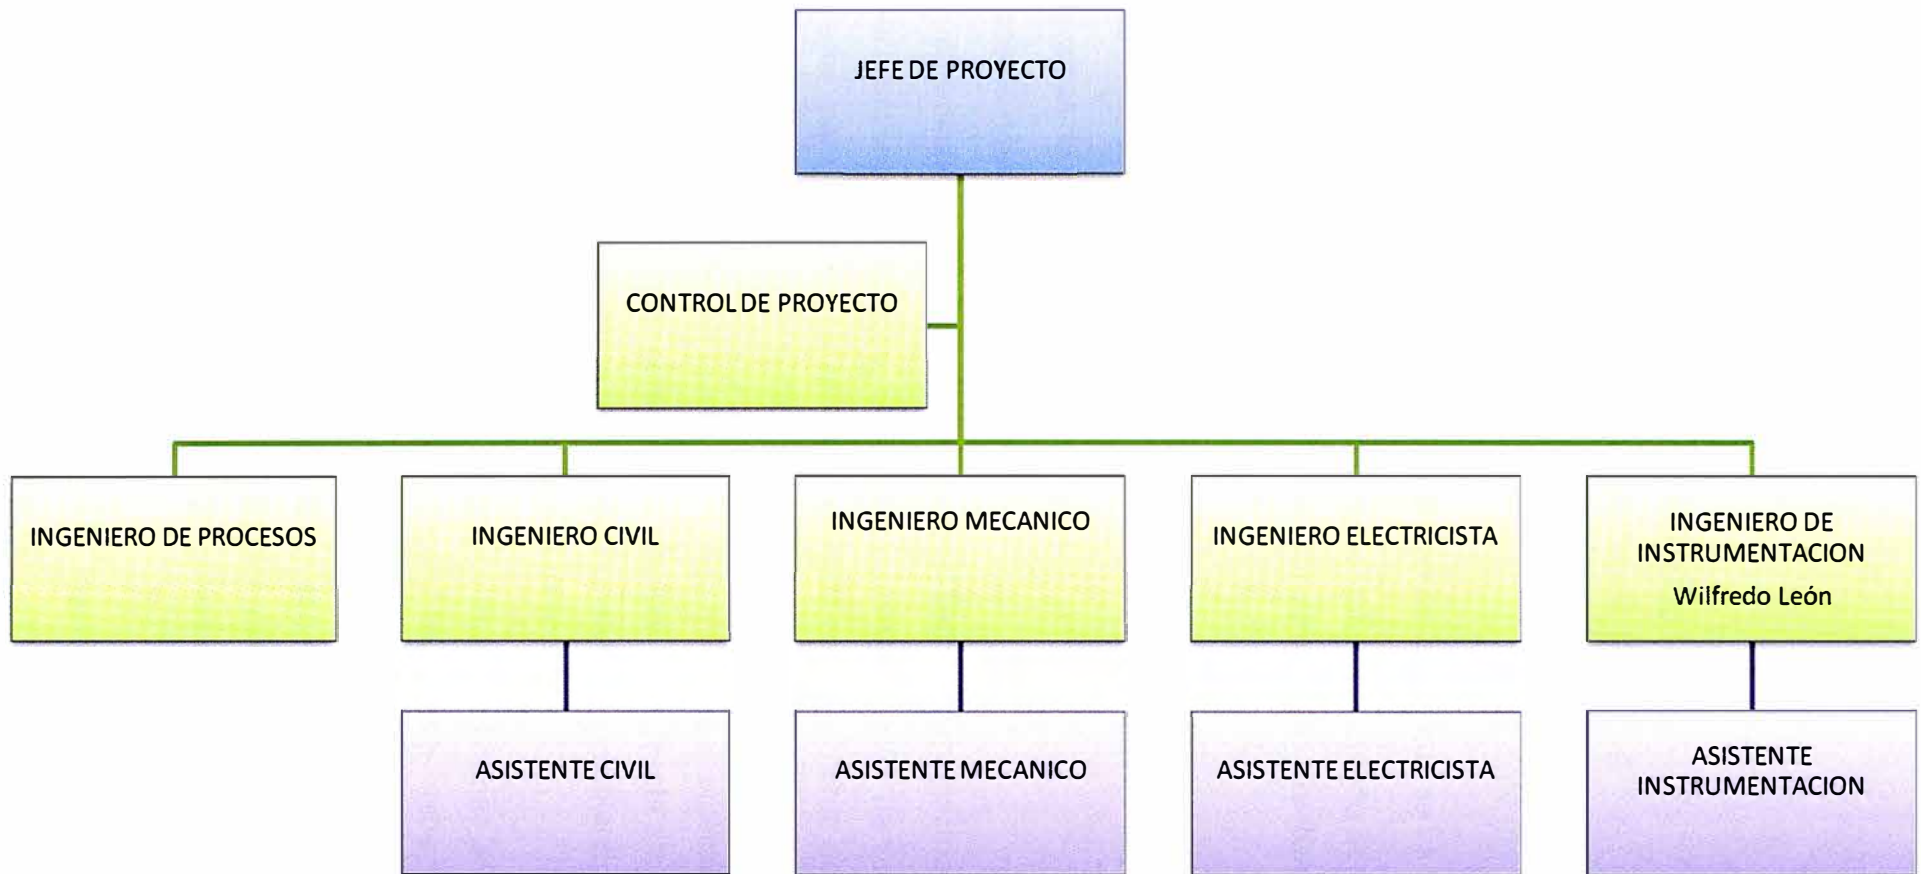 JEFE DE PROYECTO
CONTROL DE PROYECTO
INGENIERO DE PROCESOS
INGENIERO CIVIL
INGENIERO MECANICO
INGENIERO ELECTRICISTA
INGENIERO DE
INSTRUMENTACION
Wilfredo León
ASISTENTE CIVIL
ASISTENTE MECANICO
ASISTENTE ELECTRICISTA
ASISTENTE
INSTRUMENTACION